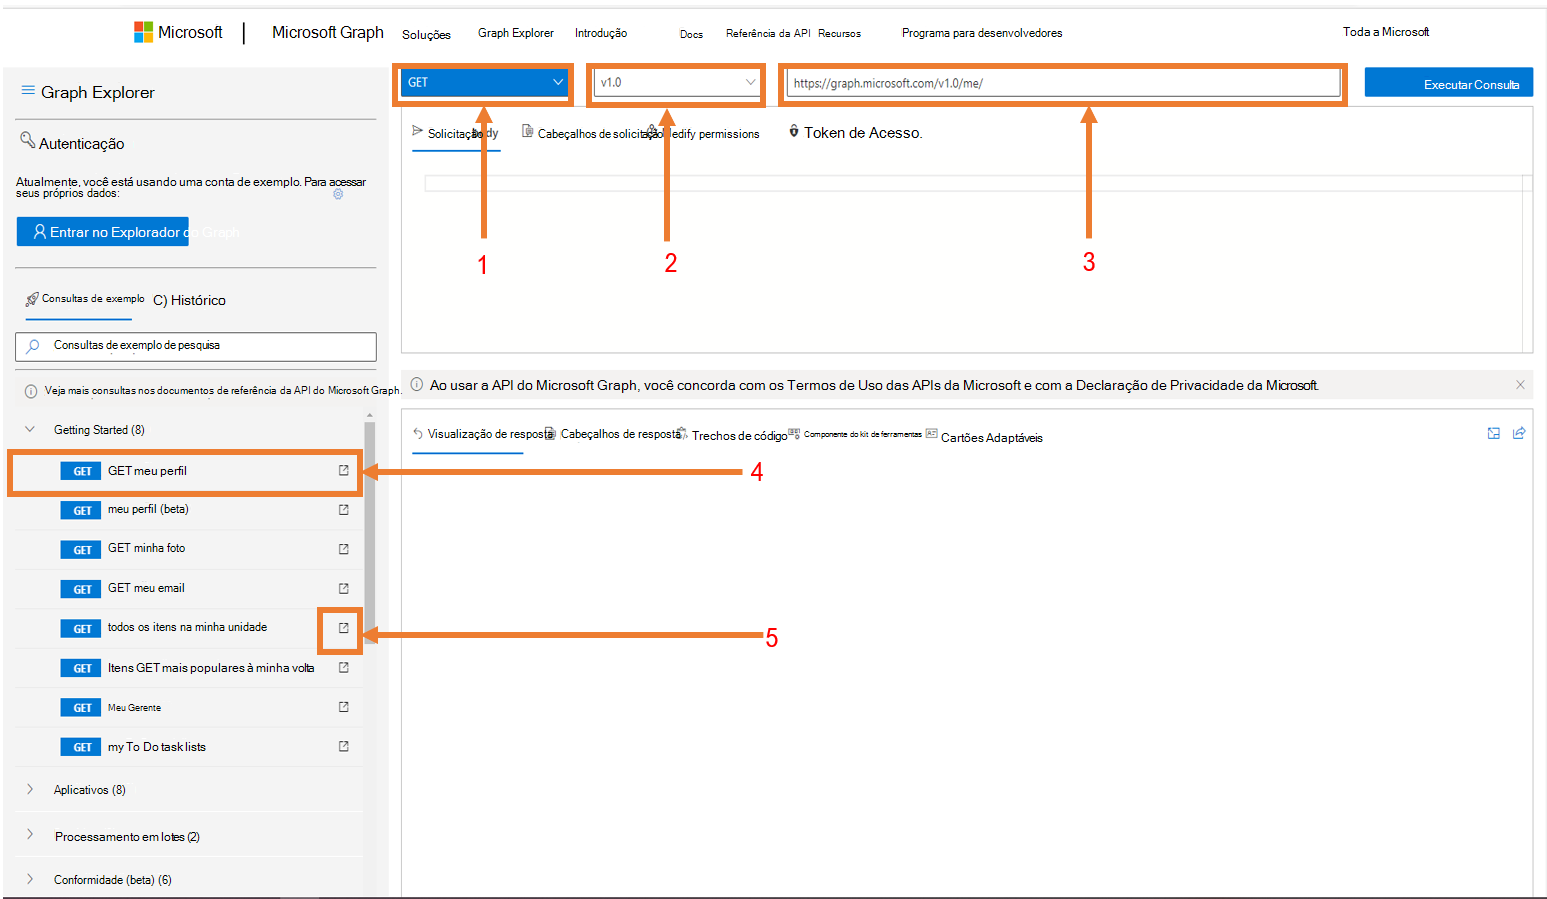 Microsoft | Microsoft Graph Soluções Graph Explorer Introdução Docs Referência da API Recursos Programa para desenvolvedores Toda a Microsoft
Graph Explorer
GET v1.0 https://graph.microsoft.com/v1.0/me/ Executar Consulta
Autenticação
Solicitação body Cabeçalhos de solicitação permissions Token de Acesso.
Atualmente, você está usando uma conta de exemplo. Para acessar
seus próprios dados:
Entrar no Explorador do Graph
1 2 3
Consultas de exemplo C) Histórico
Consultas de exemplo de pesquisa
Veja mais consultas nos documentos de referência da API do Microsoft Graph.
Ao usar a API do Microsoft Graph, você concorda com os Termos de Uso das APIs da Microsoft e com a Declaração de Privacidade da Microsoft.
Getting Started (8)
Visualização de resposta Cabeçalhos de resposta Trechos de código Componente do kit de ferramentas Cartões Adaptáveis
GET GET meu perfil
4
GET meu perfil (beta)
GET GET minha foto
GET GET meu email
GET todos os itens na minha unidade
5
GET Itens GET mais populares à minha volta
GET Meu Gerente
GET my To Do task lists
Aplicativos (8)
Processamento em lotes (2)
Conformidade (beta) (6)